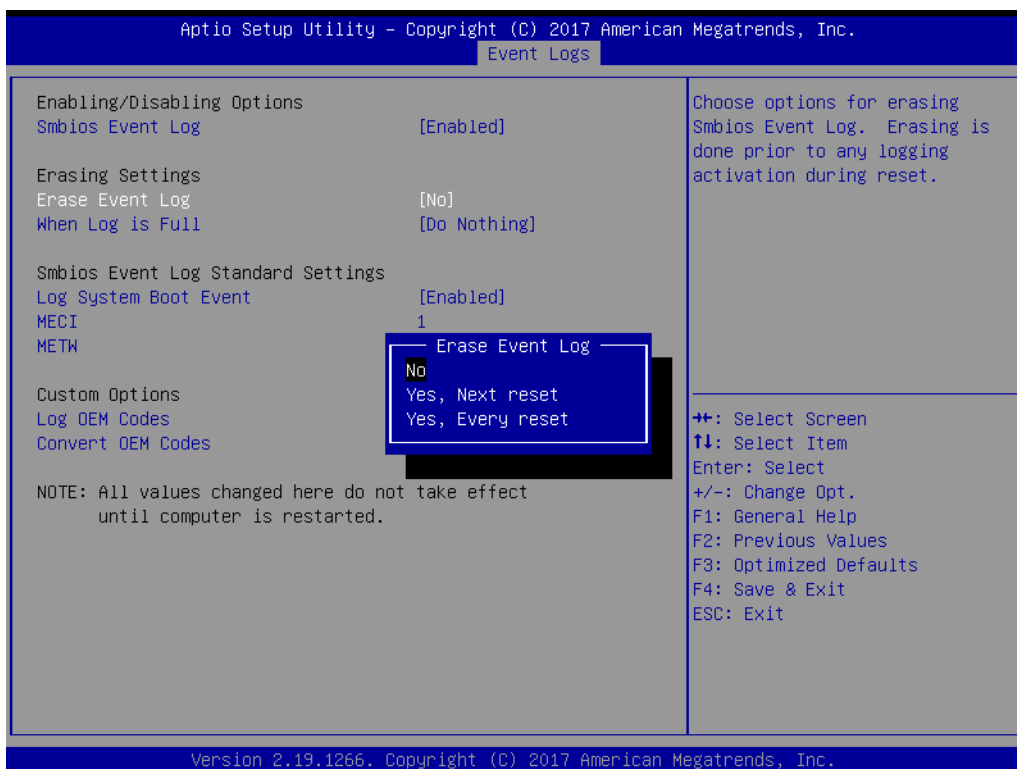 Aptio Setup Utility – Copyright (C) 2017 American Megatrends, Inc.
Event Logs
Enabling/Disabling Options
Smbios Event Log [Enabled]
Erasing Settings
Erase Event Log [No]
When Log is Full [Do Nothing]
Smbios Event Log Standard Settings
Log System Boot Event [Enabled]
MECI 1
METW
Custom Options
Log OEM Codes
Convert OEM Codes
NOTE: All values changed here do not take effect
until computer is restarted.
Erase Event Log
No
Yes, Next reset
Yes, Every reset
Choose options for erasing
Smbios Event Log. Erasing is
done prior to any logging
activation during reset.
→←: Select Screen
↑↓: Select Item
Enter: Select
+/-: Change Opt.
F1: General Help
F2: Previous Values
F3: Optimized Defaults
F4: Save & Exit
ESC: Exit
Version 2.19.1266. Copyright (C) 2017 American Megatrends, Inc.